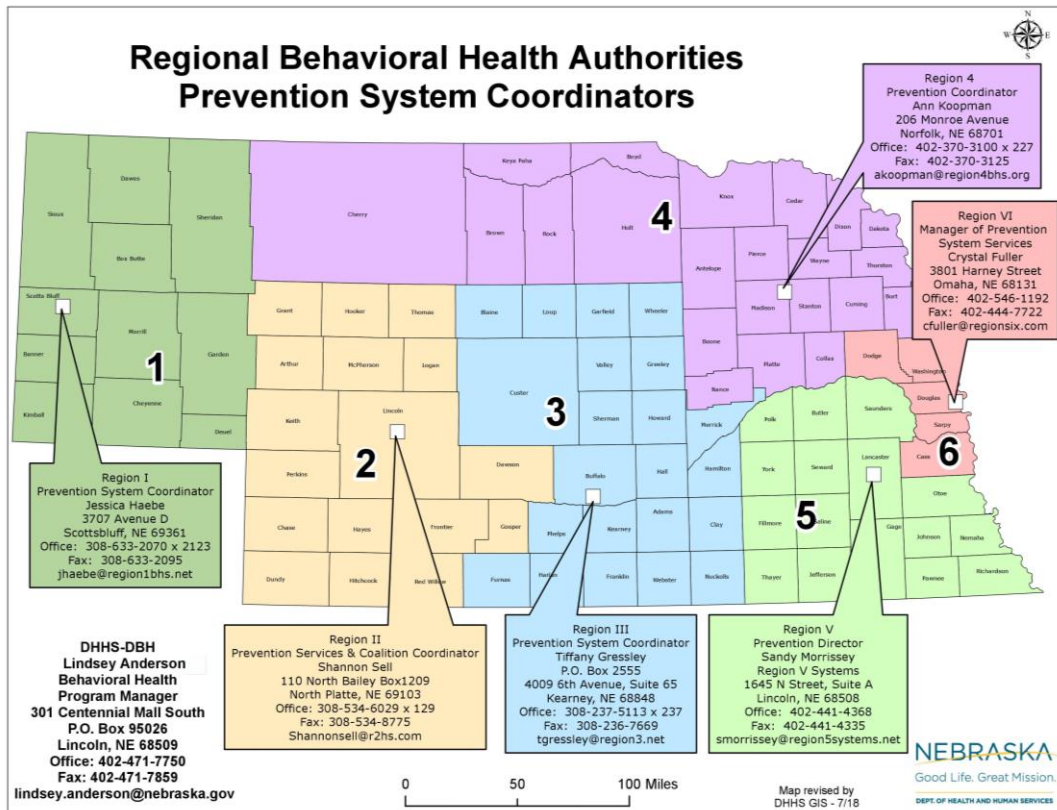 Regional Behavioral Health Authorities
Prevention System Coordinators
N
W
E
S
Region 4
Prevention Coordinator
Ann Koopman
206 Monroe Avenue
Norfolk, NE 68701
Office: 402-370-3100 x 227
Fax: 402-370-3125
akoopman@region4bhs.org
Region VI
Manager of Prevention
System Services
Crystal Fuller
3801 Harney Street
Omaha, NE 68131
Office: 402-546-1192
Fax: 402-444-7722
cfuller@regionsix.com
Sioux
Dawes
Sheridan
Box Butte
Scotts Bluff
Morrill
Garden
Banner
Cheyenne
Kimball
Deuel
1
Cherry
Keya Paha
Boyd
Brown
Rock
Holt
4
Knox
Cedar
Dixon
Dakota
Antelope
Pierce
Wayne
Thurston
Madison
Stanton
Cuming
Burt
Boone
Platte
Colfax
Nance
Grant
Hooker
Thomas
Arthur
McPherson
Logan
Keith
Lincoln
Perkins
Dawson
Chase
Hayes
Frontier
Gosper
Dundy
Hitchcock
Red Willow
2
Blaine
Loup
Garfield
Wheeler
Custer
Valley
Greeley
Sherman
Howard
Merrick
Buffalo
Hall
Hamilton
Phelps
Kearney
Adams
Clay
Furnas
Harlan
Franklin
Webster
Nuckolls
3
Polk
Butler
Saunders
York
Seward
Lancaster
Otoe
Fillmore
Saline
Gage
Johnson
Nemaha
Thayer
Jefferson
Pawnee
Richardson
5
Dodge
Washington
Douglas
Sarpy
Cass
6
Region I
Prevention System Coordinator
Jessica Haebe
3707 Avenue D
Scottsbluff, NE 69361
Office: 308-633-2070 x 2123
Fax: 308-633-2095
jhaebe@region1bhs.net
Region II
Prevention Services & Coalition Coordinator
Shannon Sell
110 North Bailey Box1209
North Platte, NE 69103
Office: 308-534-6029 x 129
Fax: 308-534-8775
Shannonsell@r2hs.com
Region III
Prevention System Coordinator
Tiffany Gressley
P.O. Box 2555
4009 6th Avenue, Suite 65
Kearney, NE 68848
Office: 308-237-5113 x 237
Fax: 308-236-7669
tgressley@region3.net
Region V
Prevention Director
Sandy Morrissey
Region V Systems
1645 N Street, Suite A
Lincoln, NE 68508
Office: 402-441-4368
Fax: 402-441-4335
smorrissey@region5systems.net
DHHS-DBH
Lindsey Anderson
Behavioral Health
Program Manager
301 Centennial Mall South
P.O. Box 95026
Lincoln, NE 68509
Office: 402-471-7750
Fax: 402-471-7859
lindsey.anderson@nebraska.gov
0 50 100 Miles
Map revised by
DHHS GIS - 7/18
NEBRASKA
Good Life. Great Mission.
DEPT. OF HEALTH AND HUMAN SERVICES